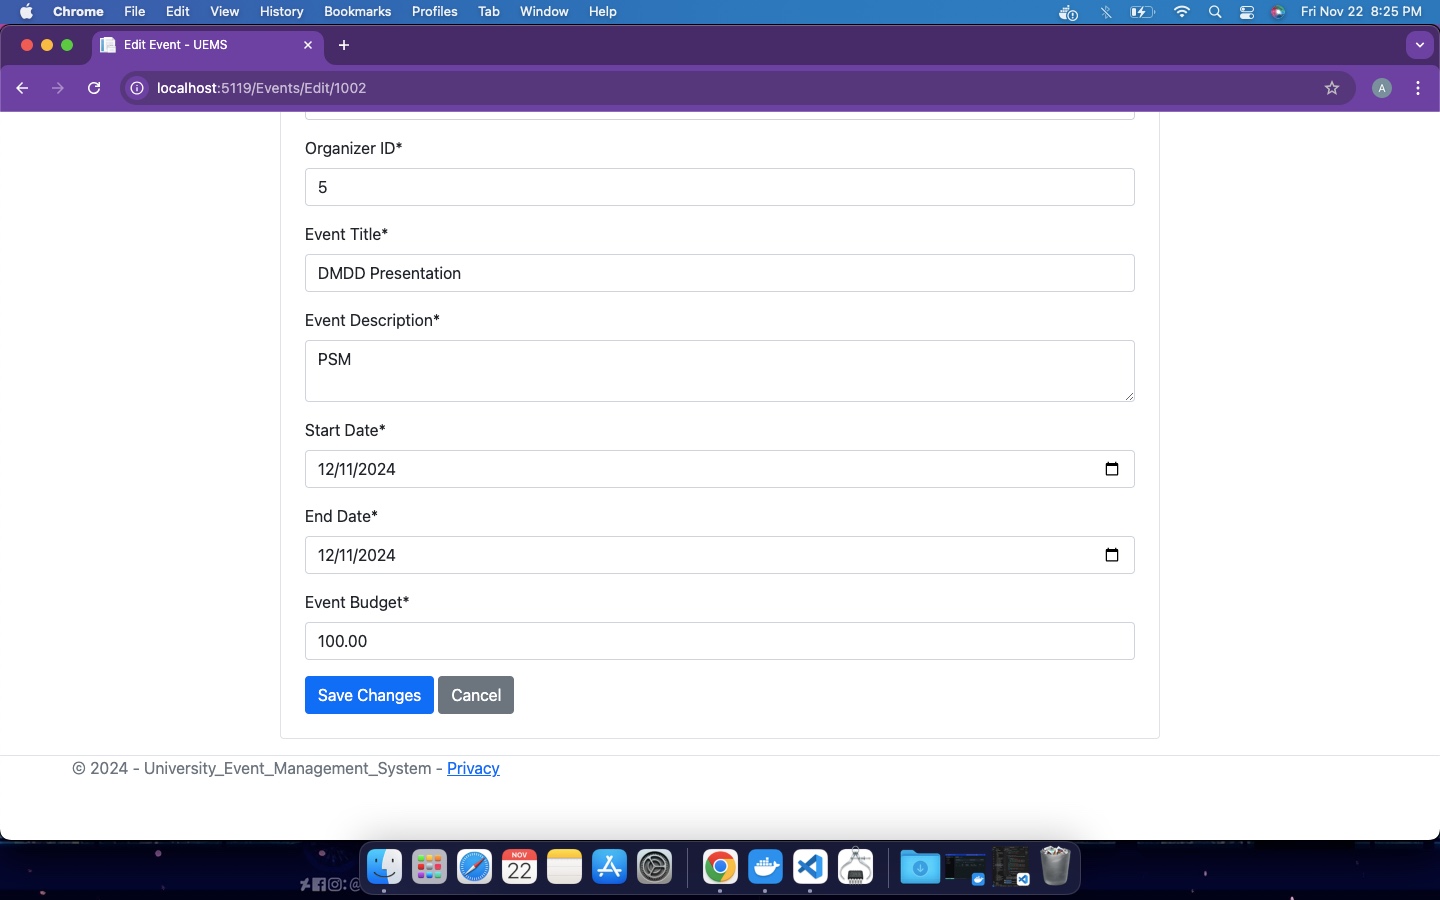 Chrome File Edit View History Bookmarks Profiles Tab Window Help Fri Nov 22 8:25 PM
Edit Event - UEMS
localhost:5119/Events/Edit/1002
A
Organizer ID*
5
Event Title*
DMDD Presentation
Event Description*
PSM
Start Date*
12/11/2024
End Date*
12/11/2024
Event Budget*
100.00
Save Changes Cancel
© 2024 - University_Event_Management_System - Privacy
NOV
22